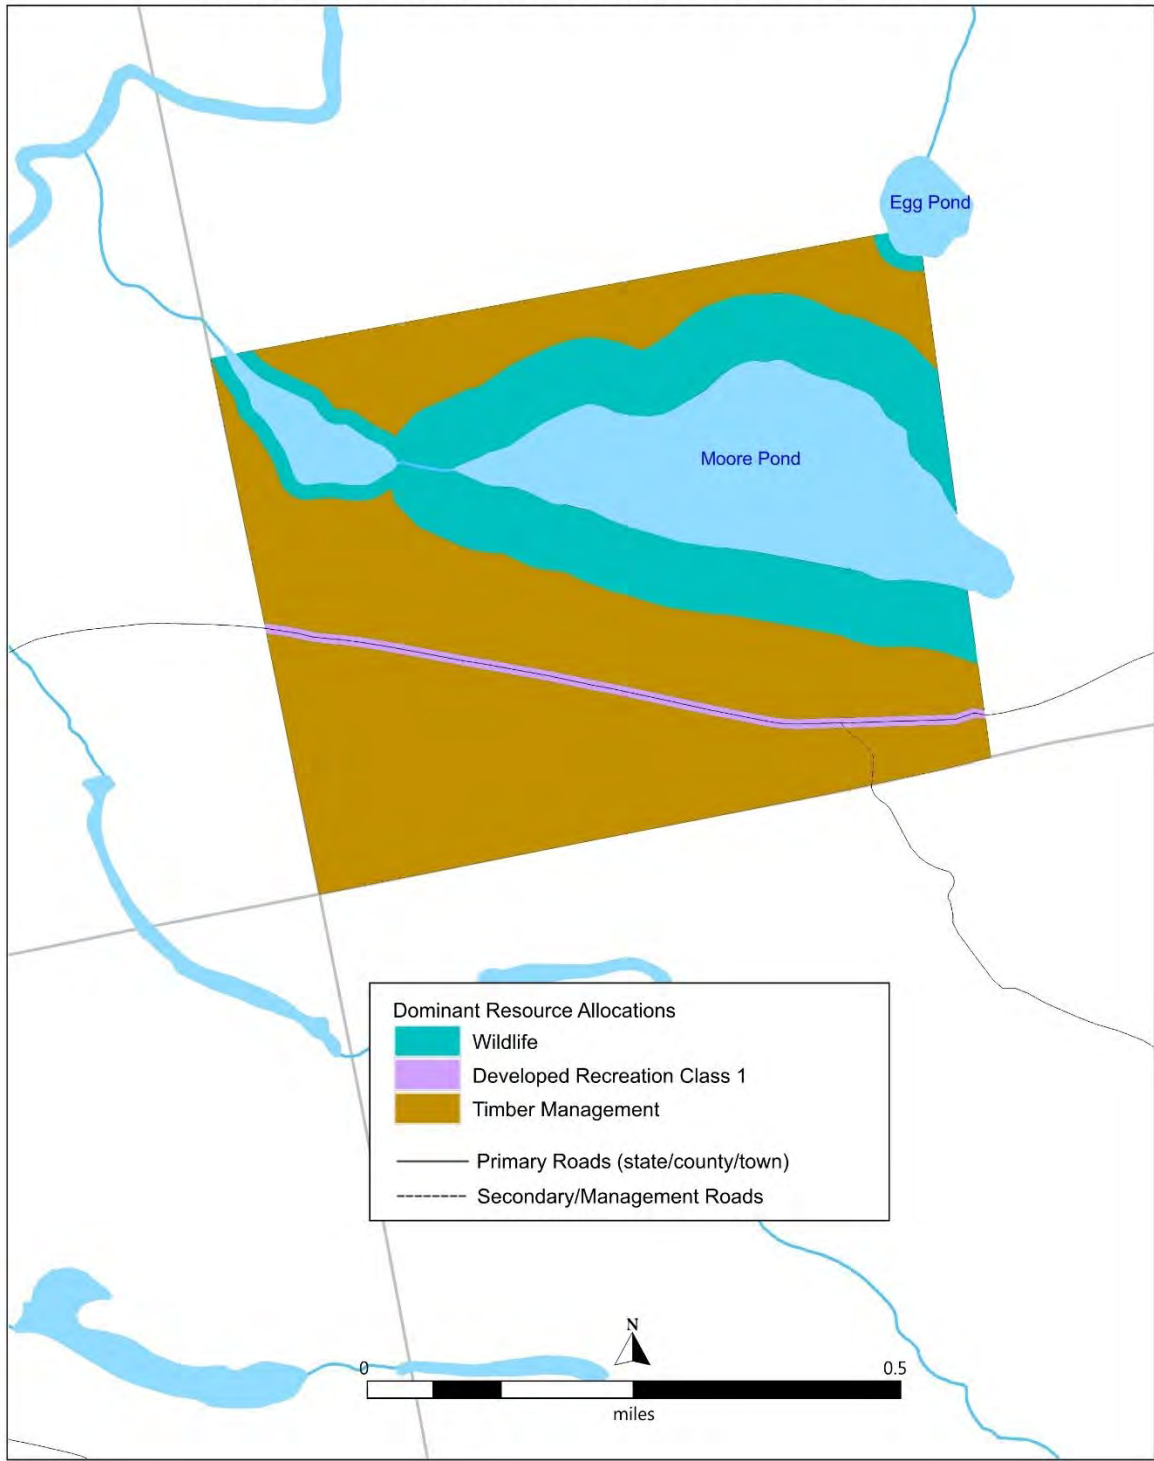 Egg Pond
Moore Pond
Dominant Resource Allocations
Wildlife
Developed Recreation Class 1
Timber Management
Primary Roads (state/county/town)
Secondary/Management Roads
N
0 0.5
miles